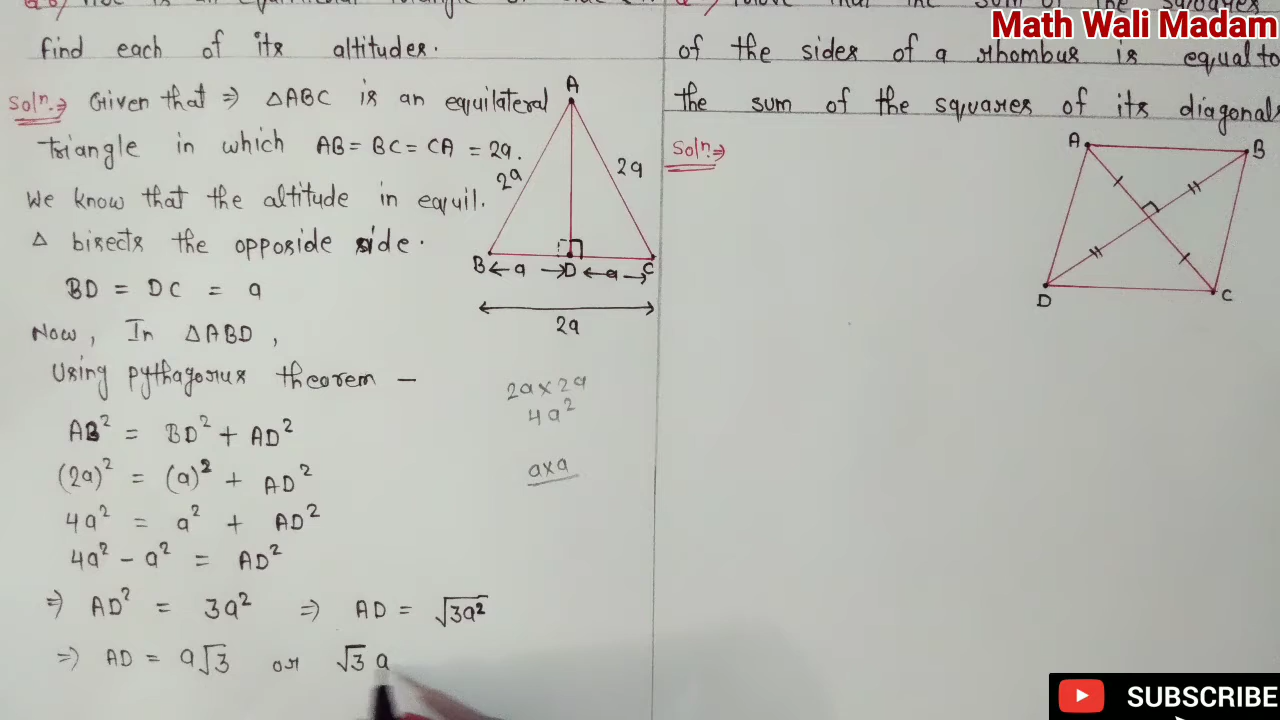 find each of its altitudes.
Soln. ⇒ Given that ⇒ △ABC is an equilateral
triangle in which AB = BC = CA = 2a.
We know that the altitude in equil.
△ bisects the opposide side.
BD = DC = a
Now, In △ABD,
Using pythagorus theorem —
AB² = BD² + AD²
(2a)² = (a)² + AD²
4a² = a² + AD²
4a² − a² = AD²
⇒ AD² = 3a² ⇒ AD = √3a²
⇒ AD = a√3 or √3 a
A
2a
2a
B
a
D
a
C
2a
2a×2a
4a²
a×a
Math Wali Madam
of the sides of a rhombus is equal to
the sum of the squares of its diagonals
Soln. ⇒
A
B
D
C
SUBSCRIBE